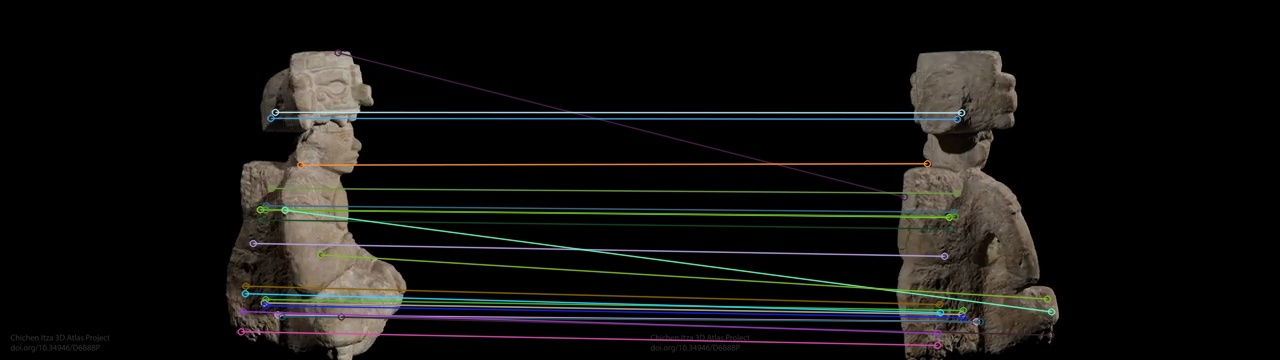 Chichen Itza 3D Atlas Project
doi.org/10.34946/D6B88P
Chichen Itza 3D Atlas Project
doi.org/10.34946/D6B88P